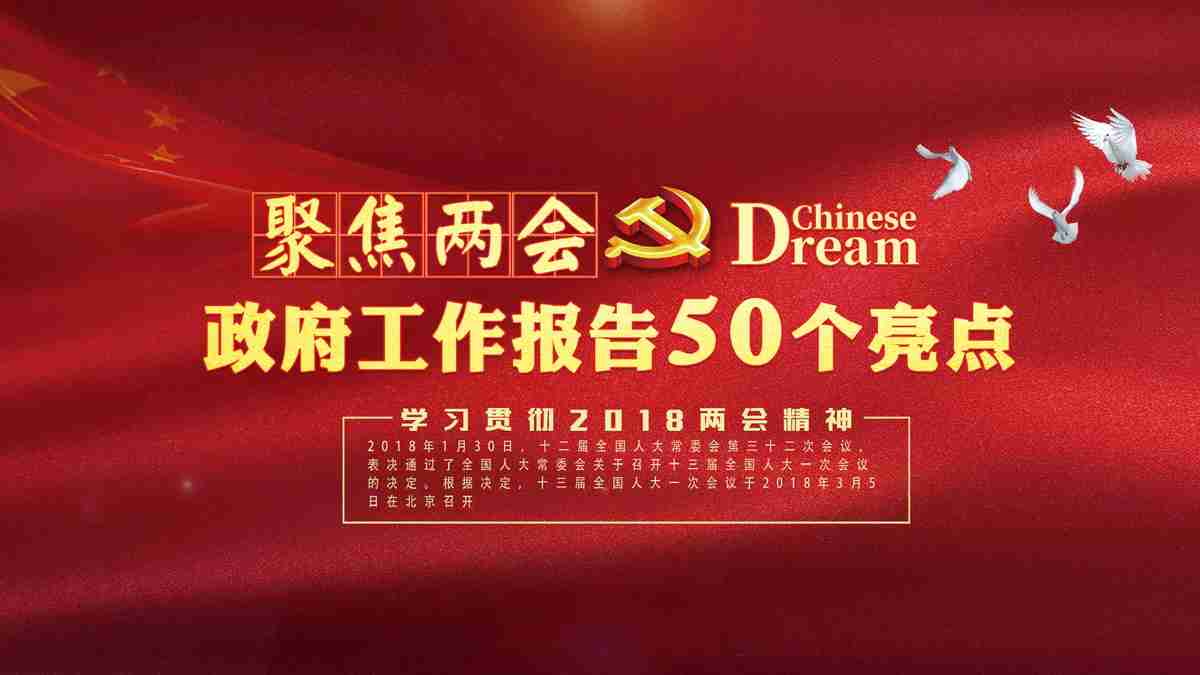 聚焦两会
Chinese
Dream
政府工作报告50个亮点
学习贯彻2018两会精神
2018年1月30日，十二届全国人大常委会第三十二次会议，
表决通过了全国人大常委会关于召开十三届全国人大一次会议
的决定。根据决定，十三届全国人大一次会议于2018年3月5
日在北京召开